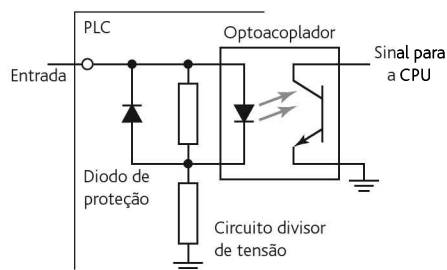 PLC
Optoacoplador
Entrada
Sinal para
a CPU
Diodo de
proteção
Circuito divisor
de tensão